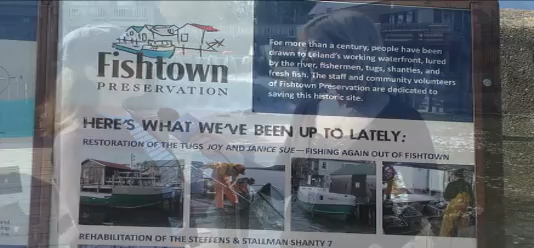 Fishtown
PRESERVATION
For more than a century, people have been
drawn to Leland's working waterfront, lured
by the river, fishermen, tugs, shanties, and
fresh fish. The staff and community volunteers
of Fishtown Preservation are dedicated to
saving this historic site.
HERE'S WHAT WE'VE BEEN UP TO LATELY:
RESTORATION OF THE TUGS JOY AND JANICE SUE—FISHING AGAIN OUT OF FISHTOWN
REHABILITATION OF THE STEFFENS & STALLMAN SHANTY 7